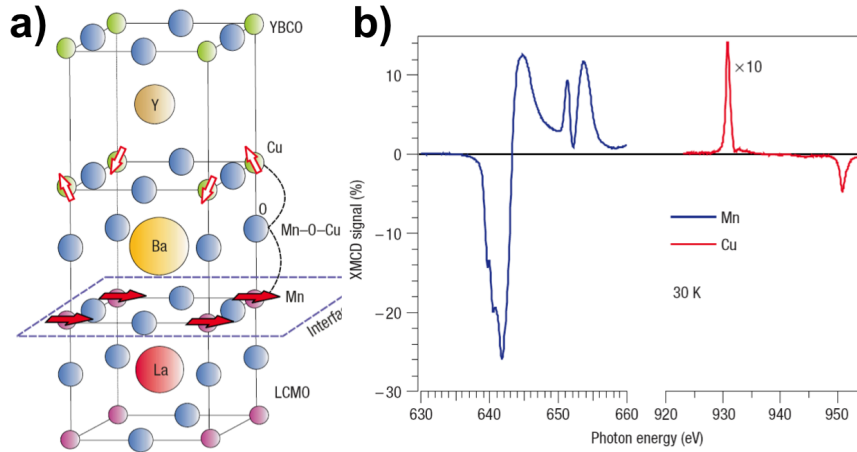 a)
YBCO
Y
Cu
O
Mn–O–Cu
Ba
Mn
La
LCMO
b)
XMCD signal (%)
10
0
−10
−20
−30
×10
Mn
Cu
30 K
630 640 650 660 920 930 940 950
Photon energy (eV)